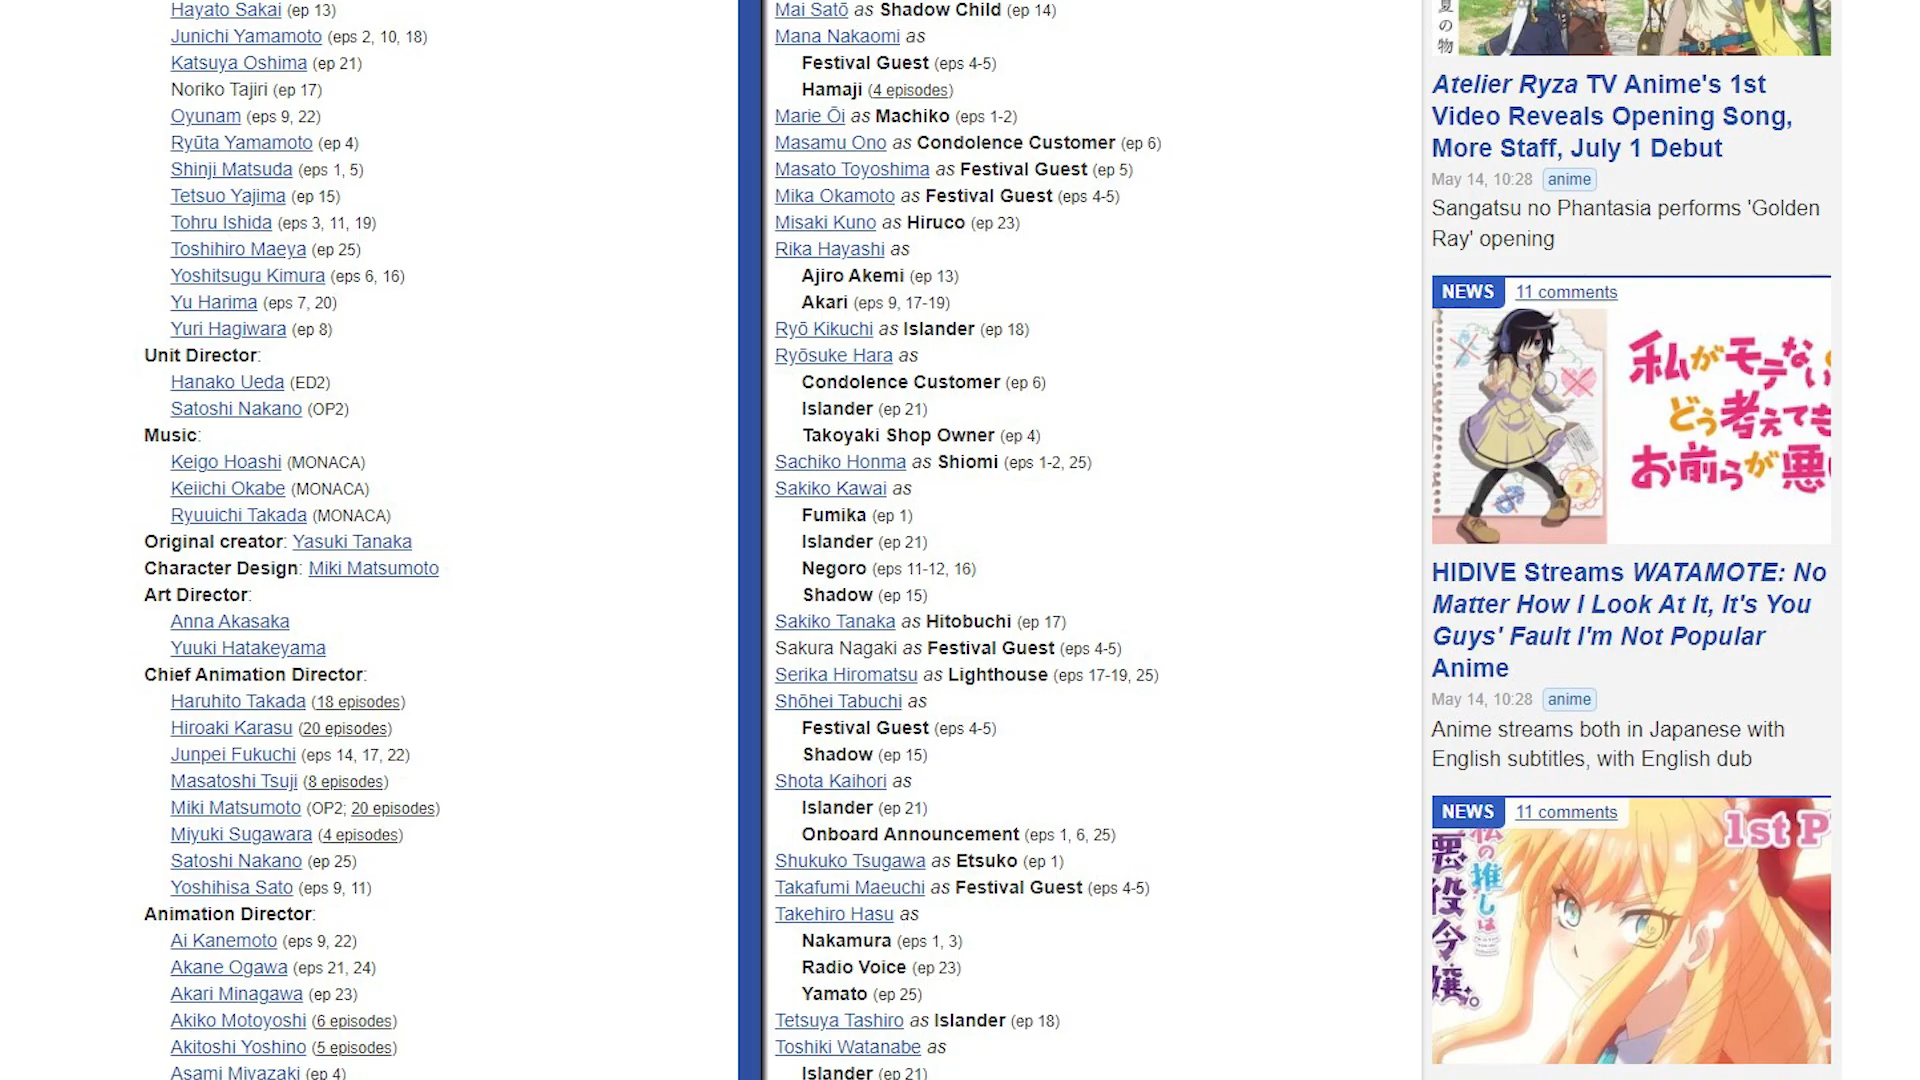 Hayato Sakai (ep 13)
Junichi Yamamoto (eps 2, 10, 18)
Katsuya Oshima (ep 21)
Noriko Tajiri (ep 17)
Oyunam (eps 9, 22)
Ryūta Yamamoto (ep 4)
Shinji Matsuda (eps 1, 5)
Tetsuo Yajima (ep 15)
Tohru Ishida (eps 3, 11, 19)
Toshihiro Maeya (ep 25)
Yoshitsugu Kimura (eps 6, 16)
Yu Harima (eps 7, 20)
Yuri Hagiwara (ep 8)
Unit Director:
Hanako Ueda (ED2)
Satoshi Nakano (OP2)
Music:
Keigo Hoashi (MONACA)
Keiichi Okabe (MONACA)
Ryuuichi Takada (MONACA)
Original creator: Yasuki Tanaka
Character Design: Miki Matsumoto
Art Director:
Anna Akasaka
Yuuki Hatakeyama
Chief Animation Director:
Haruhito Takada (18 episodes)
Hiroaki Karasu (20 episodes)
Junpei Fukuchi (eps 14, 17, 22)
Masatoshi Tsuji (8 episodes)
Miki Matsumoto (OP2; 20 episodes)
Miyuki Sugawara (4 episodes)
Satoshi Nakano (ep 25)
Yoshihisa Sato (eps 9, 11)
Animation Director:
Ai Kanemoto (eps 9, 22)
Akane Ogawa (eps 21, 24)
Akari Minagawa (ep 23)
Akiko Motoyoshi (6 episodes)
Akitoshi Yoshino (5 episodes)
Asami Miyazaki (ep 4)
Mai Satō as Shadow Child (ep 14)
Mana Nakaomi as
Festival Guest (eps 4-5)
Hamaji (4 episodes)
Marie Ōi as Machiko (eps 1-2)
Masamu Ono as Condolence Customer (ep 6)
Masato Toyoshima as Festival Guest (ep 5)
Mika Okamoto as Festival Guest (eps 4-5)
Misaki Kuno as Hiruco (ep 23)
Rika Hayashi as
Ajiro Akemi (ep 13)
Akari (eps 9, 17-19)
Ryō Kikuchi as Islander (ep 18)
Ryōsuke Hara as
Condolence Customer (ep 6)
Islander (ep 21)
Takoyaki Shop Owner (ep 4)
Sachiko Honma as Shiomi (eps 1-2, 25)
Sakiko Kawai as
Fumika (ep 1)
Islander (ep 21)
Negoro (eps 11-12, 16)
Shadow (ep 15)
Sakiko Tanaka as Hitobuchi (ep 17)
Sakura Nagaki as Festival Guest (eps 4-5)
Serika Hiromatsu as Lighthouse (eps 17-19, 25)
Shōhei Tabuchi as
Festival Guest (eps 4-5)
Shadow (ep 15)
Shota Kaihori as
Islander (ep 21)
Onboard Announcement (eps 1, 6, 25)
Shukuko Tsugawa as Etsuko (ep 1)
Takafumi Maeuchi as Festival Guest (eps 4-5)
Takehiro Hasu as
Nakamura (eps 1, 3)
Radio Voice (ep 23)
Yamato (ep 25)
Tetsuya Tashiro as Islander (ep 18)
Toshiki Watanabe as
Islander (ep 21)
夏の物
Atelier Ryza TV Anime's 1st
Video Reveals Opening Song,
More Staff, July 1 Debut
May 14, 10:28 anime
Sangatsu no Phantasia performs 'Golden
Ray' opening
NEWS 11 comments
私がモテない
どう考えても
お前らが悪い
HIDIVE Streams WATAMOTE: No
Matter How I Look At It, It's You
Guys' Fault I'm Not Popular
Anime
May 14, 10:28 anime
Anime streams both in Japanese with
English subtitles, with English dub
NEWS 11 comments
1st P
私の推しは
悪役令嬢。